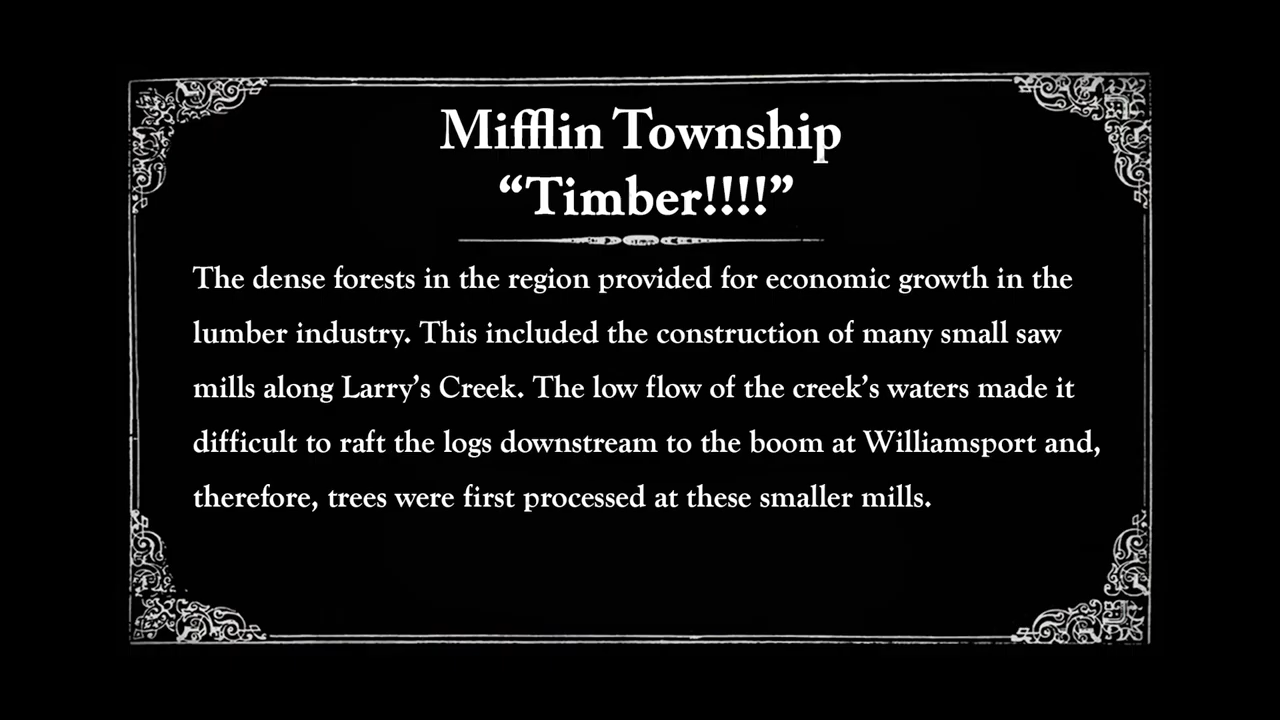 Mifflin Township
“Timber!!!!”
The dense forests in the region provided for economic growth in the
lumber industry. This included the construction of many small saw
mills along Larry’s Creek. The low flow of the creek’s waters made it
difficult to raft the logs downstream to the boom at Williamsport and,
therefore, trees were first processed at these smaller mills.